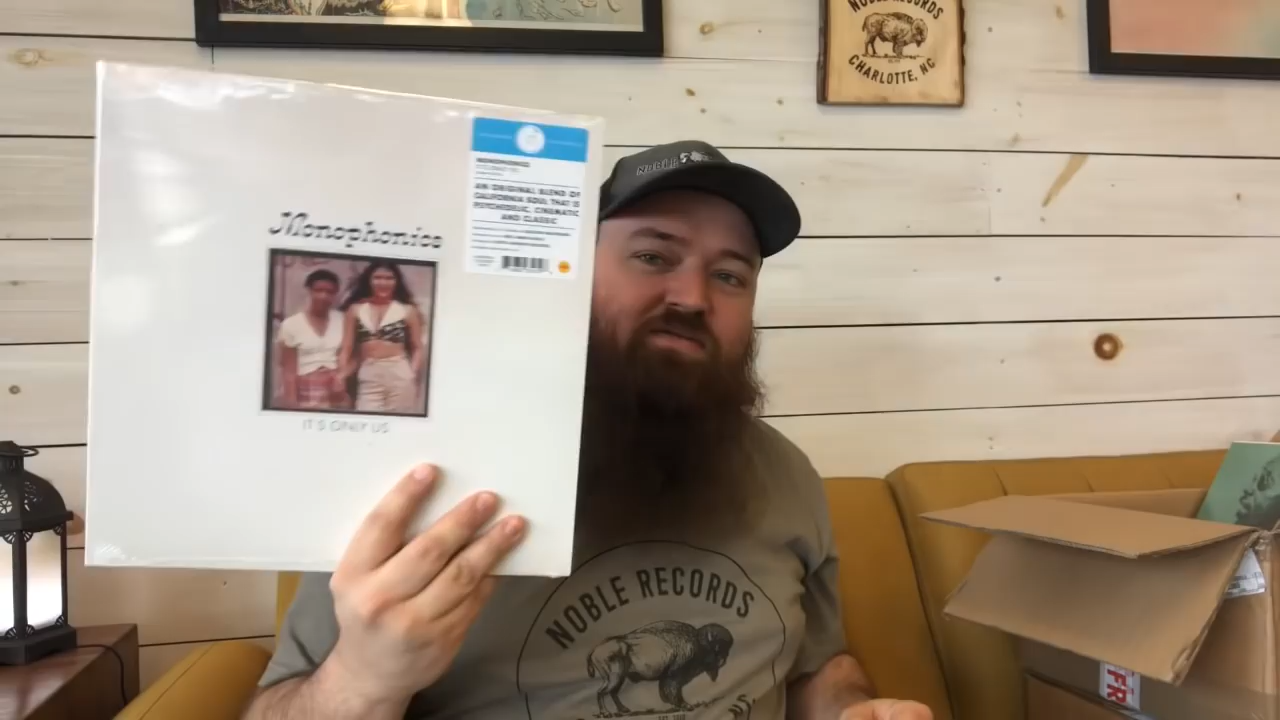 NOBLE RECORDS
CHARLOTTE, NC
Monophonics
IT'S ONLY US
MONOPHONICS
AN ORIGINAL BLEND OF
CALIFORNIA SOUL THAT IS
PSYCHEDELIC, CINEMATIC
AND CLASSIC
NOBLE
NOBLE RECORDS
FR